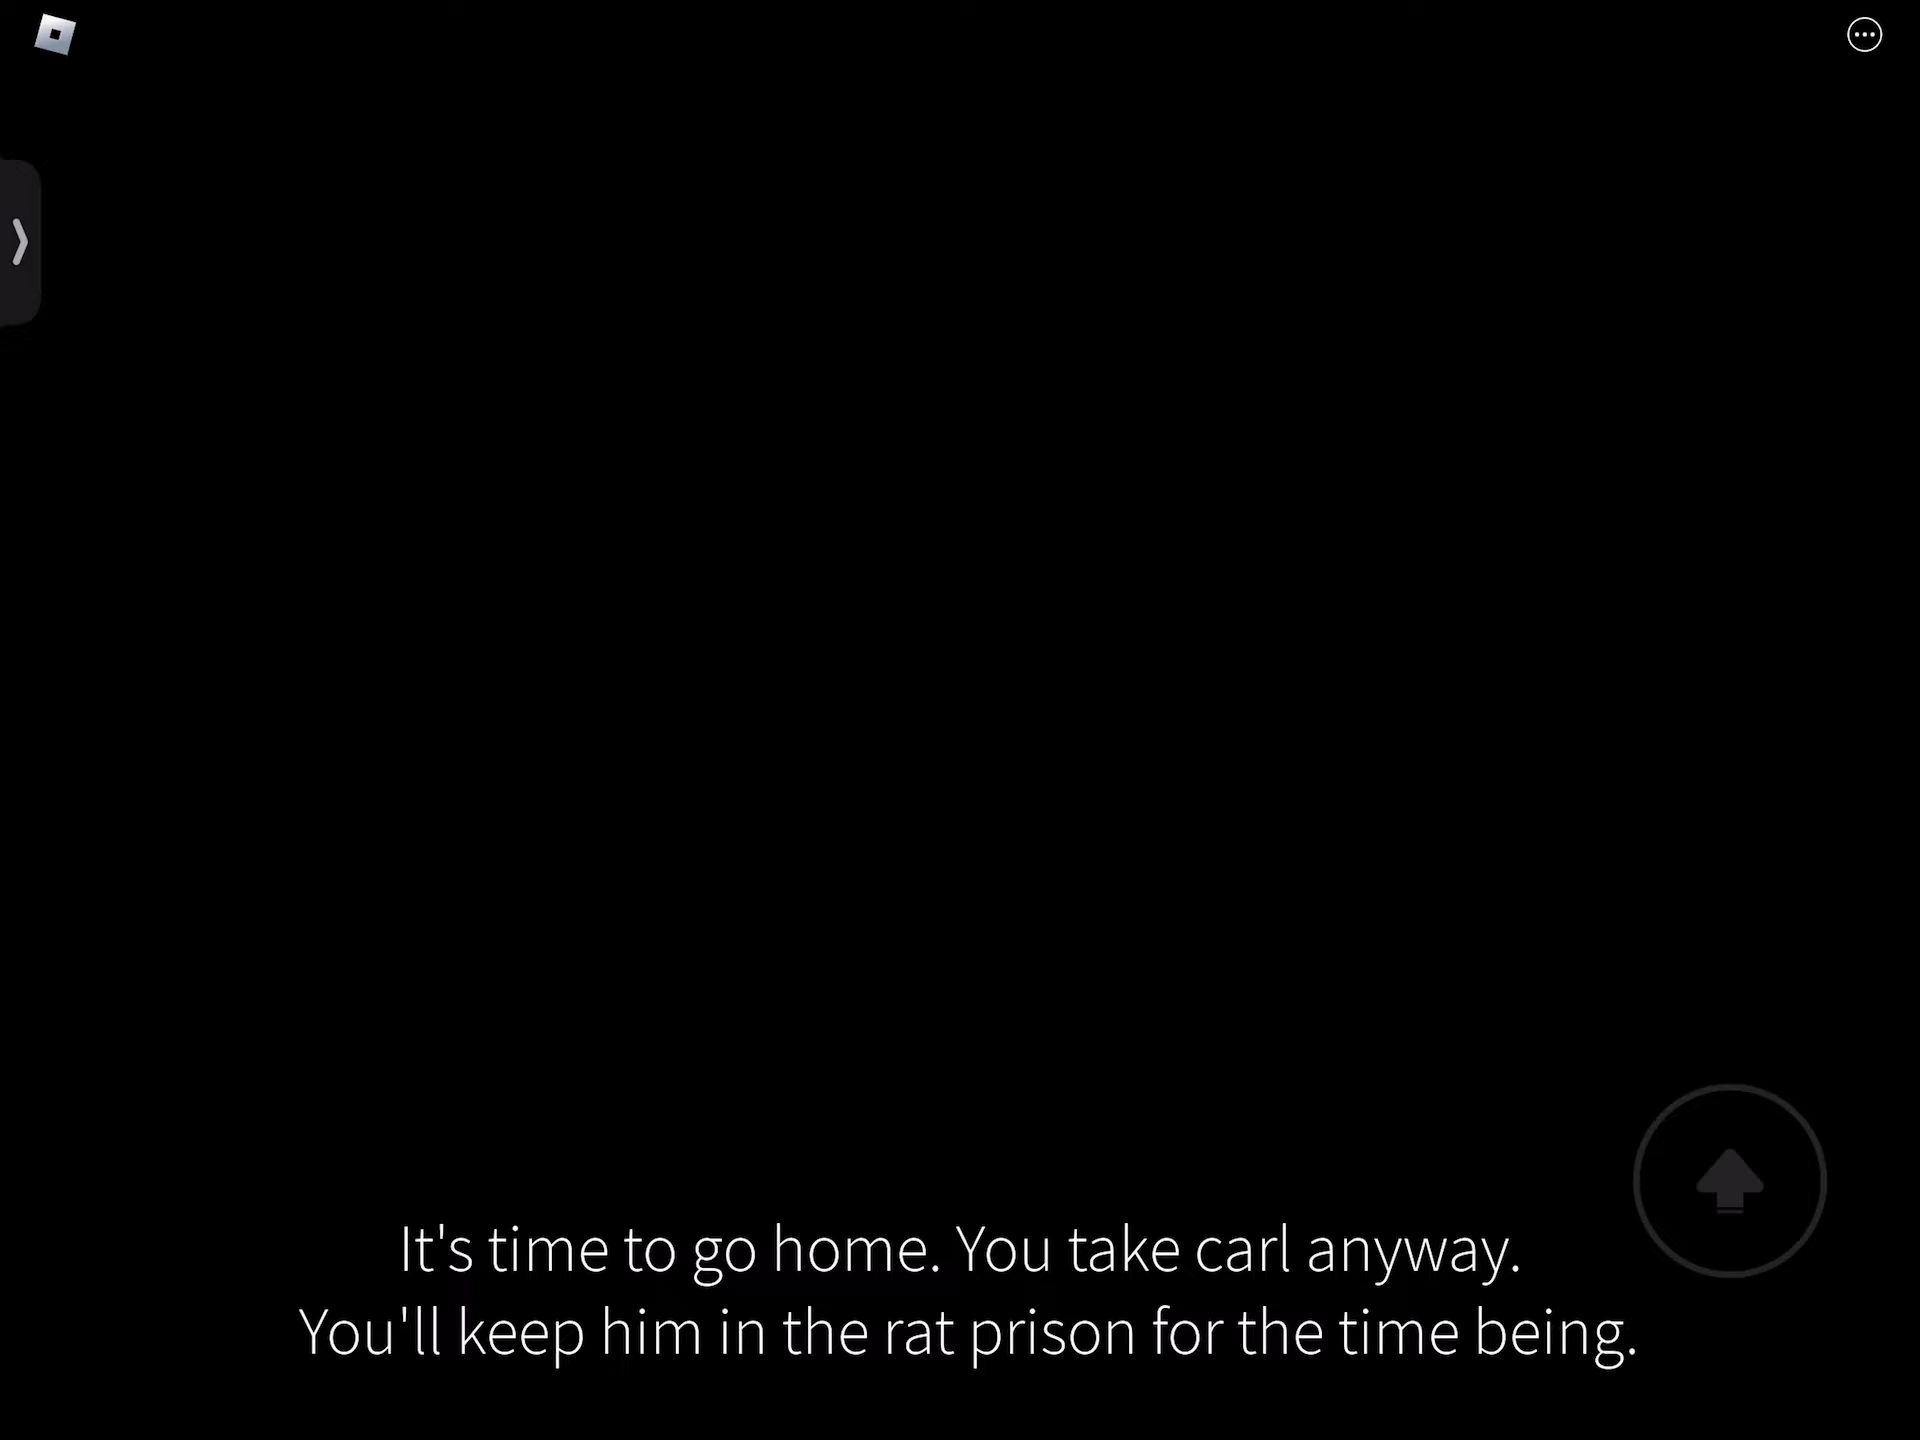 It's time to go home. You take carl anyway.
You'll keep him in the rat prison for the time being.